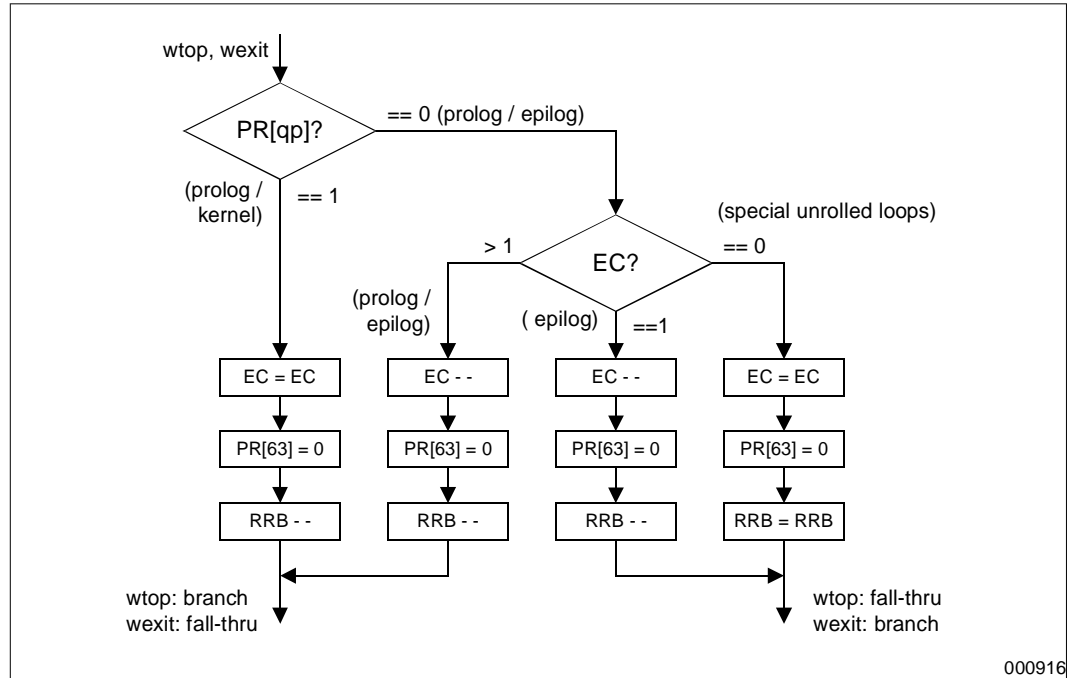 wtop, wexit
PR[qp]?
== 0 (prolog / epilog)
(prolog /
kernel)
== 1
(special unrolled loops)
> 1
EC?
== 0
(prolog /
epilog)
( epilog)
==1
EC = EC
EC - -
EC - -
EC = EC
PR[63] = 0
PR[63] = 0
PR[63] = 0
PR[63] = 0
RRB - -
RRB - -
RRB - -
RRB = RRB
wtop: branch
wexit: fall-thru
wtop: fall-thru
wexit: branch
000916